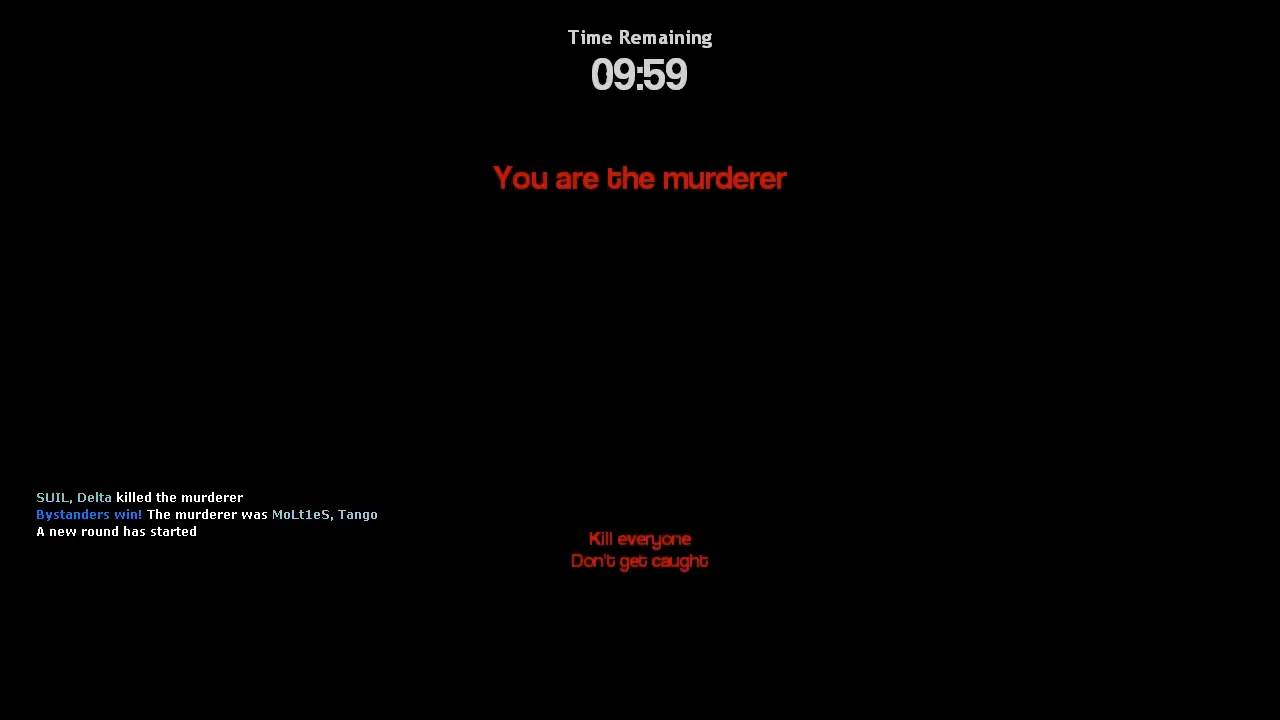 Time Remaining
09:59
You are the murderer
SUIL, Delta killed the murderer
Bystanders win! The murderer was MoLt1eS, Tango
A new round has started
Kill everyone
Don't get caught